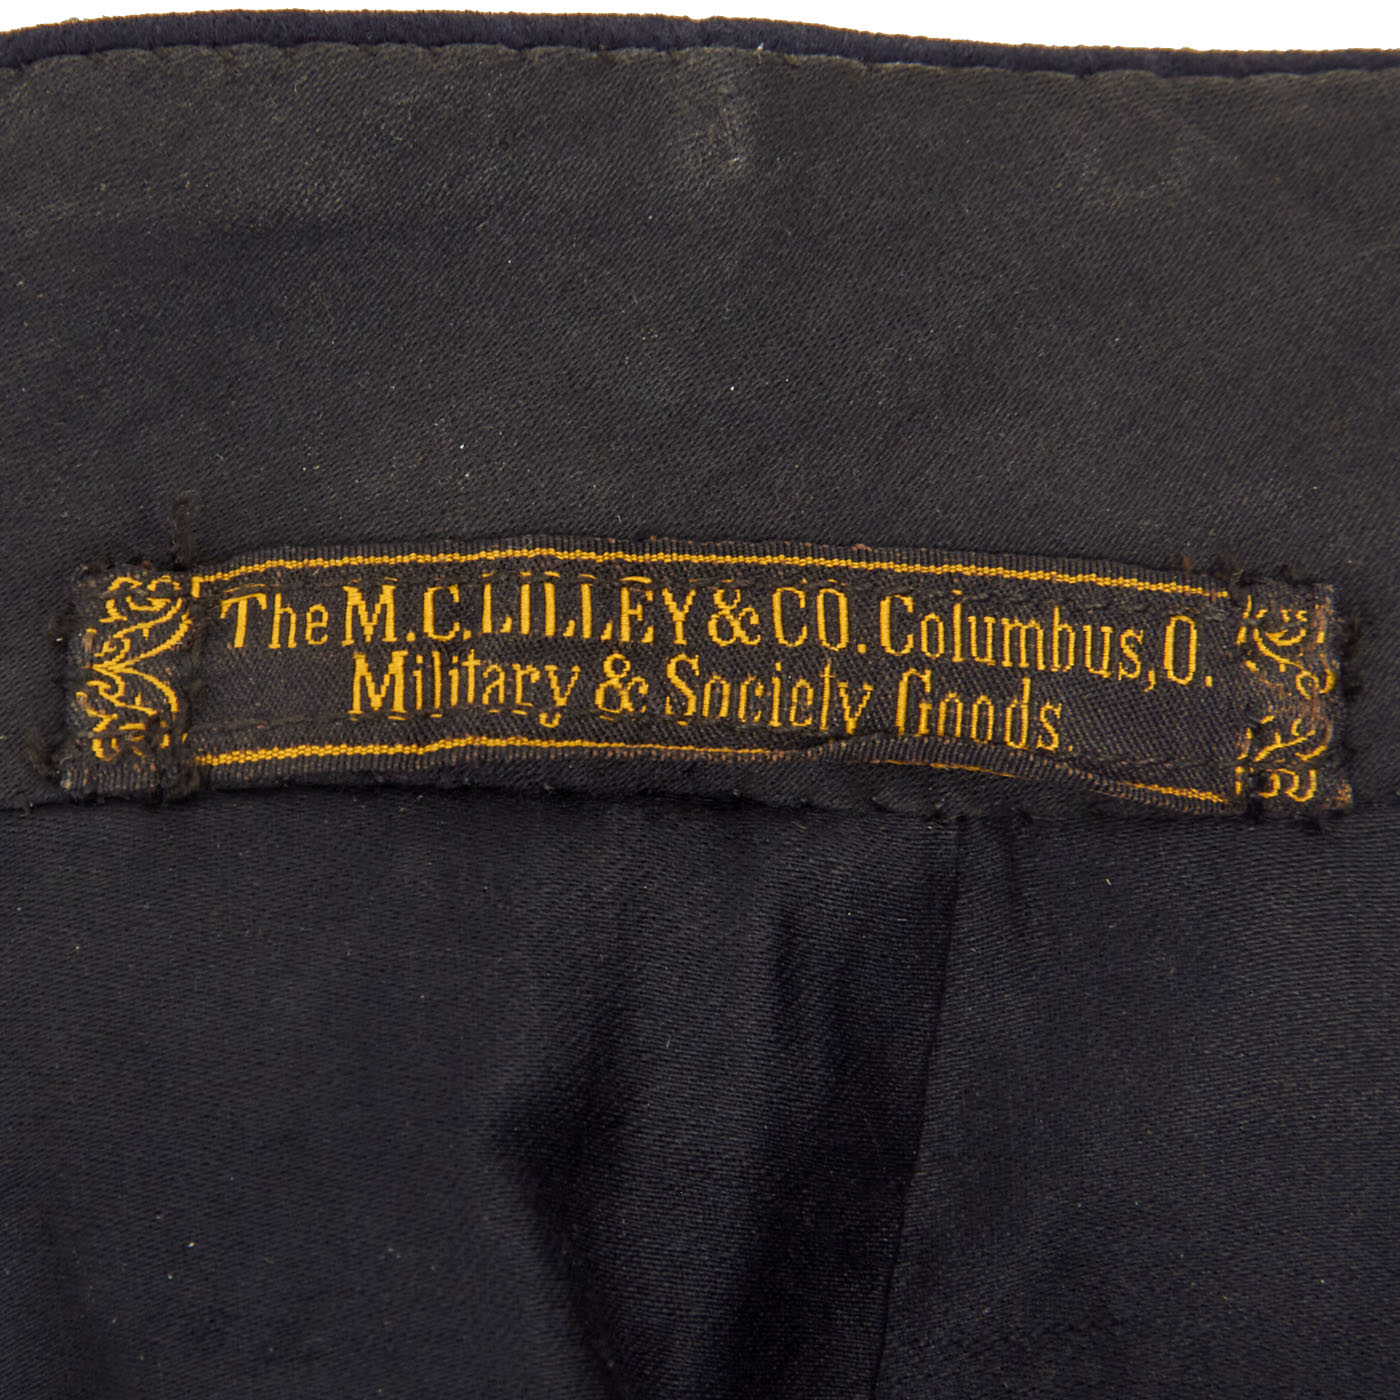 The M.C. LILLEY & CO. Columbus, O.
Military & Society Goods.